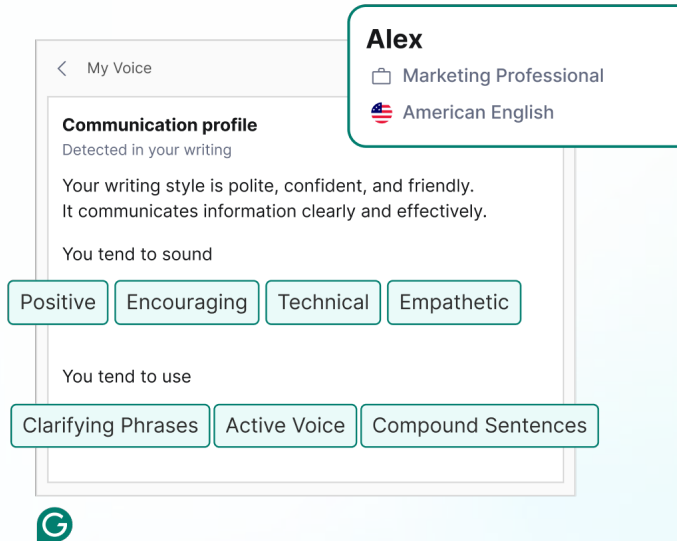 Alex
Marketing Professional
American English
My Voice
Communication profile
Detected in your writing
Your writing style is polite, confident, and friendly.
It communicates information clearly and effectively.
You tend to sound
Positive Encouraging Technical Empathetic
You tend to use
Clarifying Phrases Active Voice Compound Sentences
G